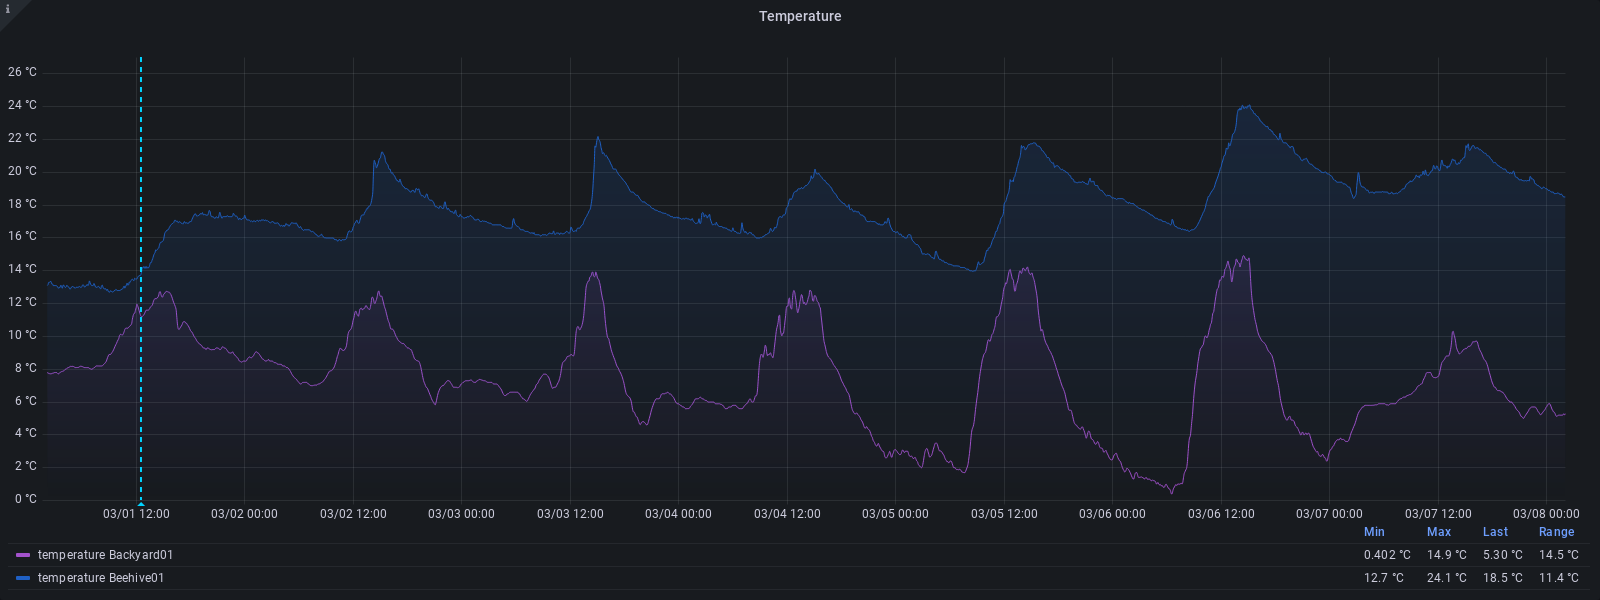 i
Temperature
26 °C
24 °C
22 °C
20 °C
18 °C
16 °C
14 °C
12 °C
10 °C
8 °C
6 °C
4 °C
2 °C
0 °C
03/01 12:00 03/02 00:00 03/02 12:00 03/03 00:00 03/03 12:00 03/04 00:00 03/04 12:00 03/05 00:00 03/05 12:00 03/06 00:00 03/06 12:00 03/07 00:00 03/07 12:00 03/08 00:00
Min Max Last Range
temperature Backyard01 0.402 °C 14.9 °C 5.30 °C 14.5 °C
temperature Beehive01 12.7 °C 24.1 °C 18.5 °C 11.4 °C